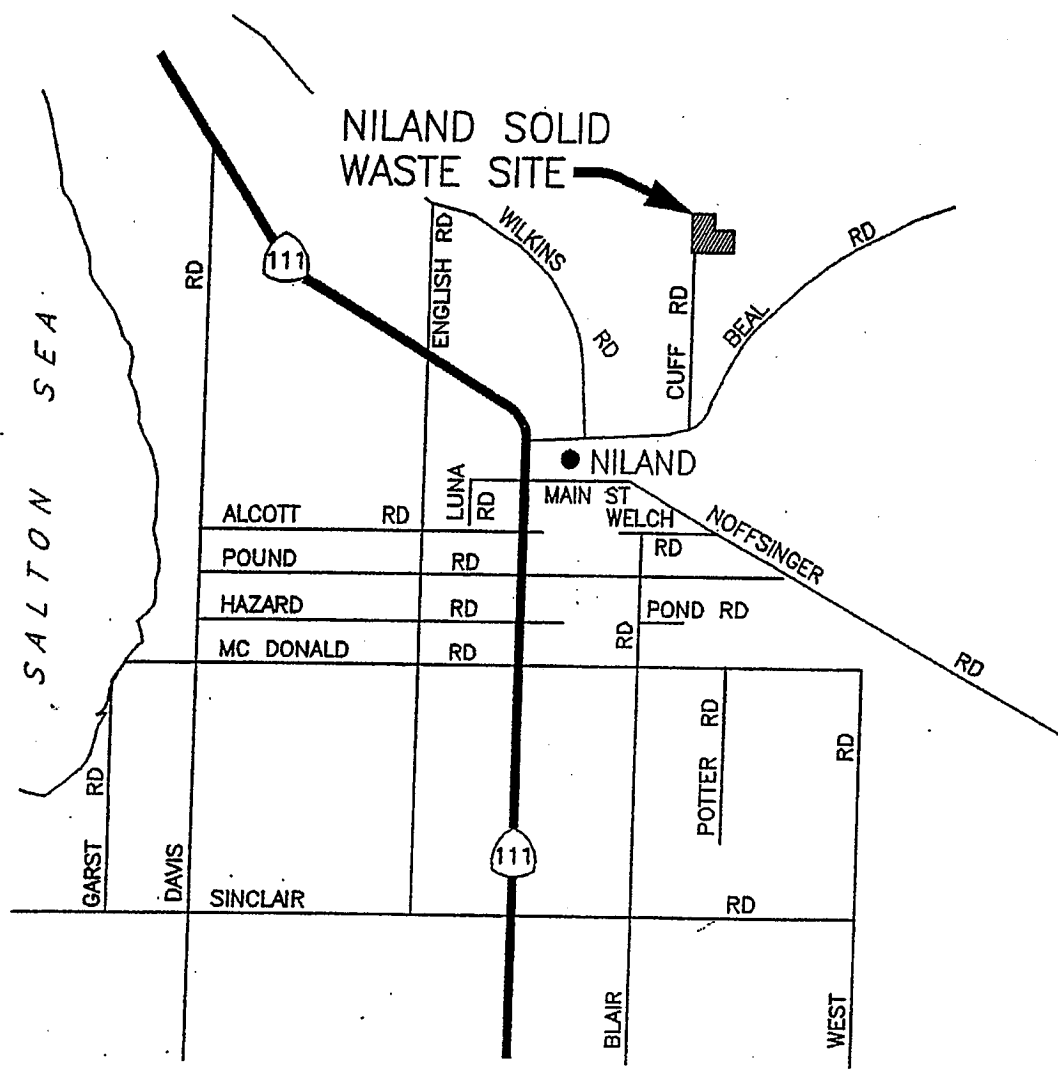 NILAND SOLID
WASTE SITE
111
RD
ENGLISH RD
WILKINS
RD
CUFF RD
BEAL
RD
SALTON SEA
NILAND
LUNA
RD
MAIN ST
WELCH
RD
NOFFSINGER
RD
ALCOTT RD
POUND RD
HAZARD RD
POND RD
MC DONALD RD
RD
POTTER RD
RD
GARST RD
DAVIS
111
SINCLAIR RD
BLAIR
WEST